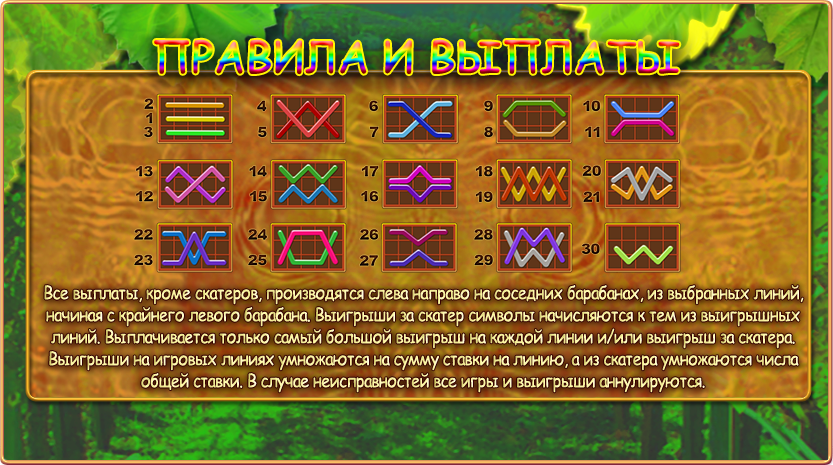 ПРАВИЛА И ВЫПЛАТЫ
2 4 6 9 10
1
3 5 7 8 11
13 14 17 18 20
12 15 16 19 21
22 24 26 28 30
23 25 27 29
Все выплаты, кроме скатеров, производятся слева направо на соседних барабанах, из выбранных линий,
начиная с крайнего левого барабана. Выигрыши за скатер символы начисляются к тем из выигрышных
линий. Выплачивается только самый большой выигрыш на каждой линии и/или выигрыш за скатера.
Выигрыши на игровых линиях умножаются на сумму ставки на линию, а из скатера умножаются числа
общей ставки. В случае неисправностей все игры и выигрыши аннулируются.